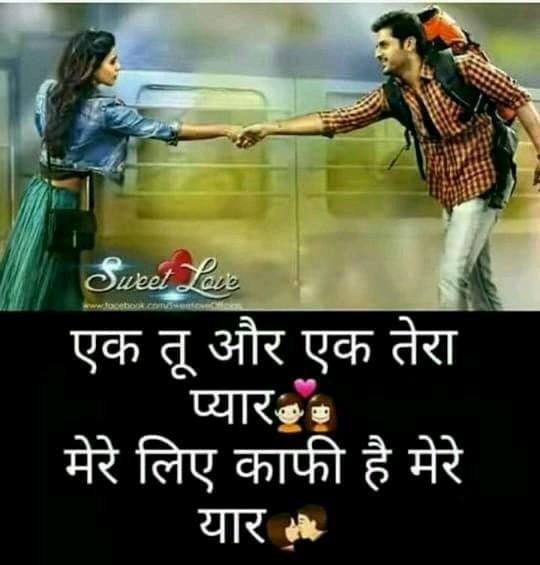 Sweet Love
www.facebook.com/SweetloveOfficial
एक तू और एक तेरा
प्यार💑
मेरे लिए काफी है मेरे
यार💏